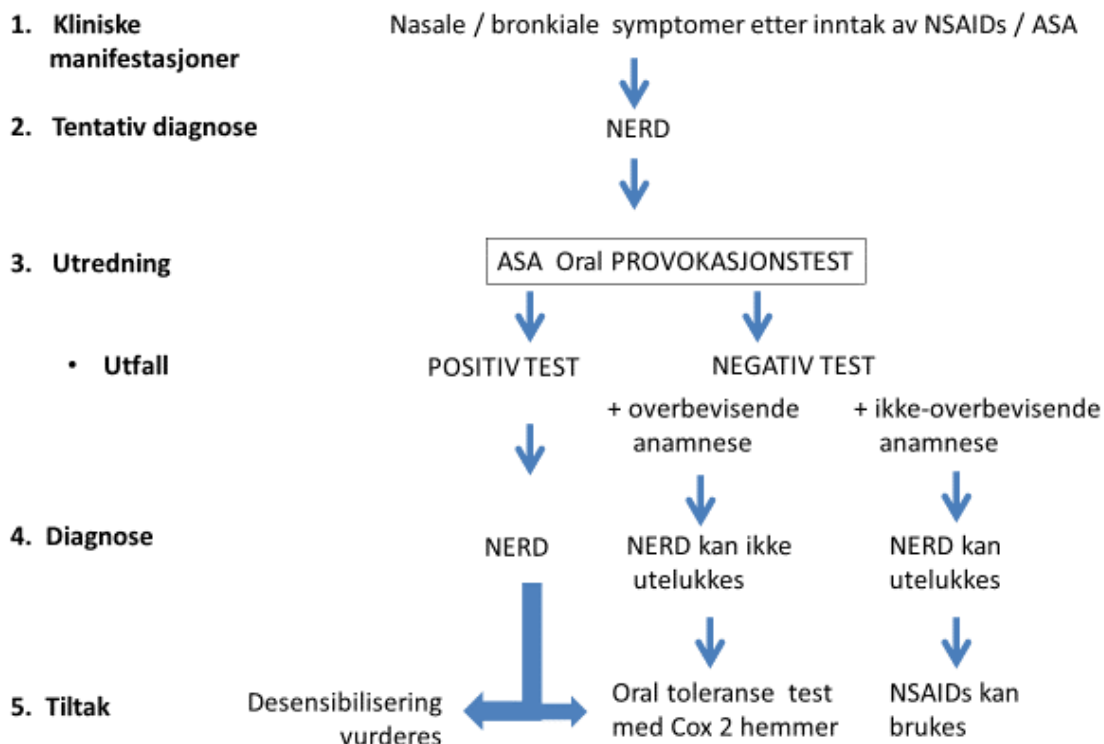 1. Kliniske manifestasjoner
Nasale / bronkiale symptomer etter inntak av NSAIDs / ASA
2. Tentativ diagnose
NERD
3. Utredning
ASA Oral PROVOKASJONSTEST
• Utfall
POSITIV TEST
NEGATIV TEST
+ overbevisende
anamnese
+ ikke-overbevisende
anamnese
4. Diagnose
NERD
NERD kan ikke
utelukkes
NERD kan
utelukkes
5. Tiltak
Desensibilisering
vurderes
Oral toleranse test
med Cox 2 hemmer
NSAIDs kan
brukes